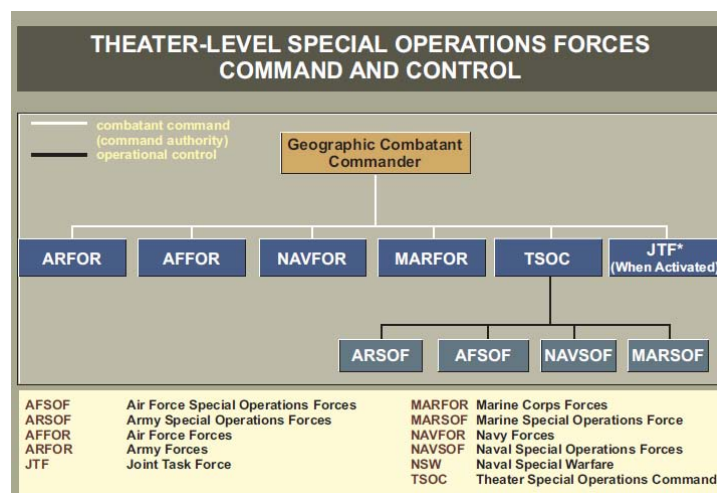 THEATER-LEVEL SPECIAL OPERATIONS FORCES
COMMAND AND CONTROL
combatant command
(command authority)
operational control
Geographic Combatant
Commander
ARFOR
AFFOR
NAVFOR
MARFOR
TSOC
JTF*
(When Activated)
ARSOF
AFSOF
NAVSOF
MARSOF
AFSOF Air Force Special Operations Forces
ARSOF Army Special Operations Forces
AFFOR Air Force Forces
ARFOR Army Forces
JTF Joint Task Force
MARFOR Marine Corps Forces
MARSOF Marine Special Operations Force
NAVFOR Navy Forces
NAVSOF Naval Special Operations Forces
NSW Naval Special Warfare
TSOC Theater Special Operations Command